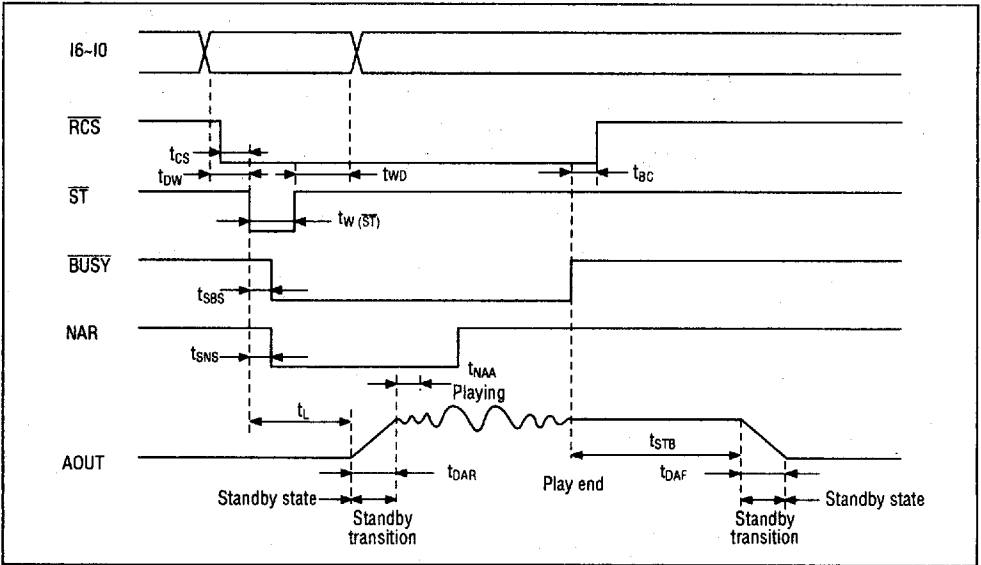 I6~I0
RCS
tCS
tDW
tWD
tBC
ST
tW (ST)
BUSY
tSBS
NAR
tSNS
tNAA
Playing
tL
tSTB
AOUT
tDAR
Play end
tDAF
Standby state
Standby state
Standby
transition
Standby
transition